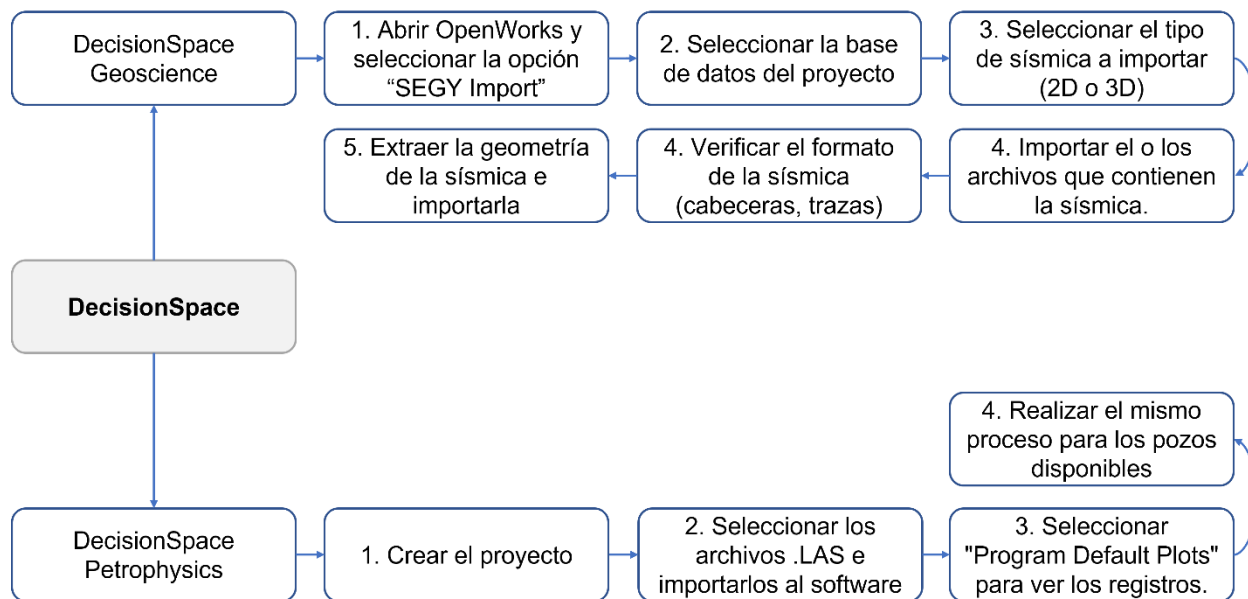 DecisionSpace
Geoscience
1. Abrir OpenWorks y
seleccionar la opción
“SEGY Import”
2. Seleccionar la base
de datos del proyecto
3. Seleccionar el tipo
de sísmica a importar
(2D o 3D)
4. Importar el o los
archivos que contienen
la sísmica.
4. Verificar el formato
de la sísmica
(cabeceras, trazas)
5. Extraer la geometría
de la sísmica e
importarla
DecisionSpace
DecisionSpace
Petrophysics
1. Crear el proyecto
2. Seleccionar los
archivos .LAS e
importarlos al software
3. Seleccionar
"Program Default Plots"
para ver los registros.
4. Realizar el mismo
proceso para los pozos
disponibles